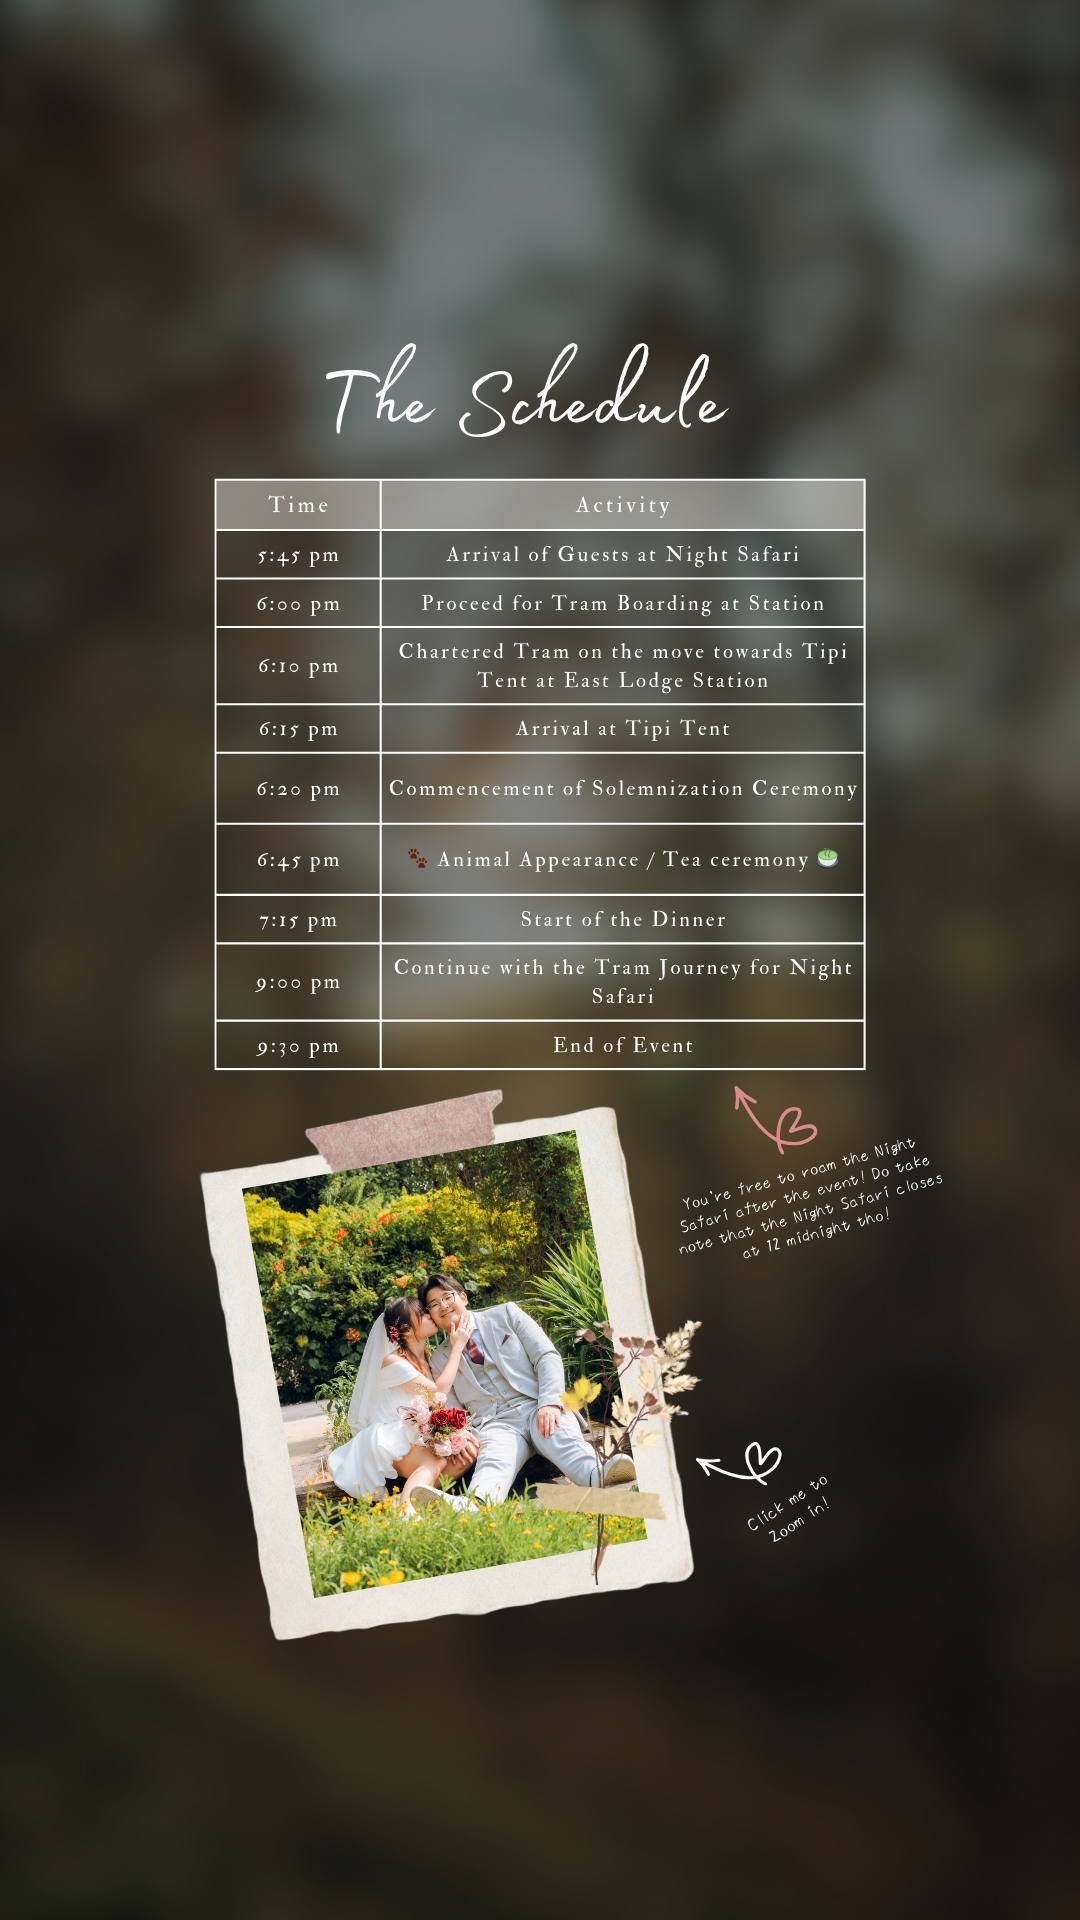 The Schedule
Time Activity
5:45 pm Arrival of Guests at Night Safari
6:00 pm Proceed for Tram Boarding at Station
6:10 pm Chartered Tram on the move towards Tipi
Tent at East Lodge Station
6:15 pm Arrival at Tipi Tent
6:20 pm Commencement of Solemnization Ceremony
6:45 pm 🐾 Animal Appearance / Tea ceremony 🍵
7:15 pm Start of the Dinner
9:00 pm Continue with the Tram Journey for Night
Safari
9:30 pm End of Event
You're free to roam the Night
Safari after the event! Do take
note that the Night Safari closes
at 12 midnight tho!
Click me to
Zoom in!